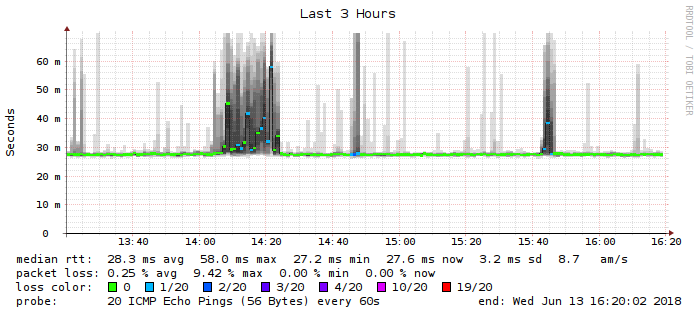 Last 3 Hours
RRDTOOL / TOBI OETIKER
Seconds
60 m
50 m
40 m
30 m
20 m
10 m
0
13:40 14:00 14:20 14:40 15:00 15:20 15:40 16:00 16:20
median rtt: 28.3 ms avg 58.0 ms max 27.2 ms min 27.6 ms now 3.2 ms sd 8.7 am/s
packet loss: 0.25 % avg 9.42 % max 0.00 % min 0.00 % now
loss color: 0 1/20 2/20 3/20 4/20 10/20 19/20
probe: 20 ICMP Echo Pings (56 Bytes) every 60s end: Wed Jun 13 16:20:02 2018